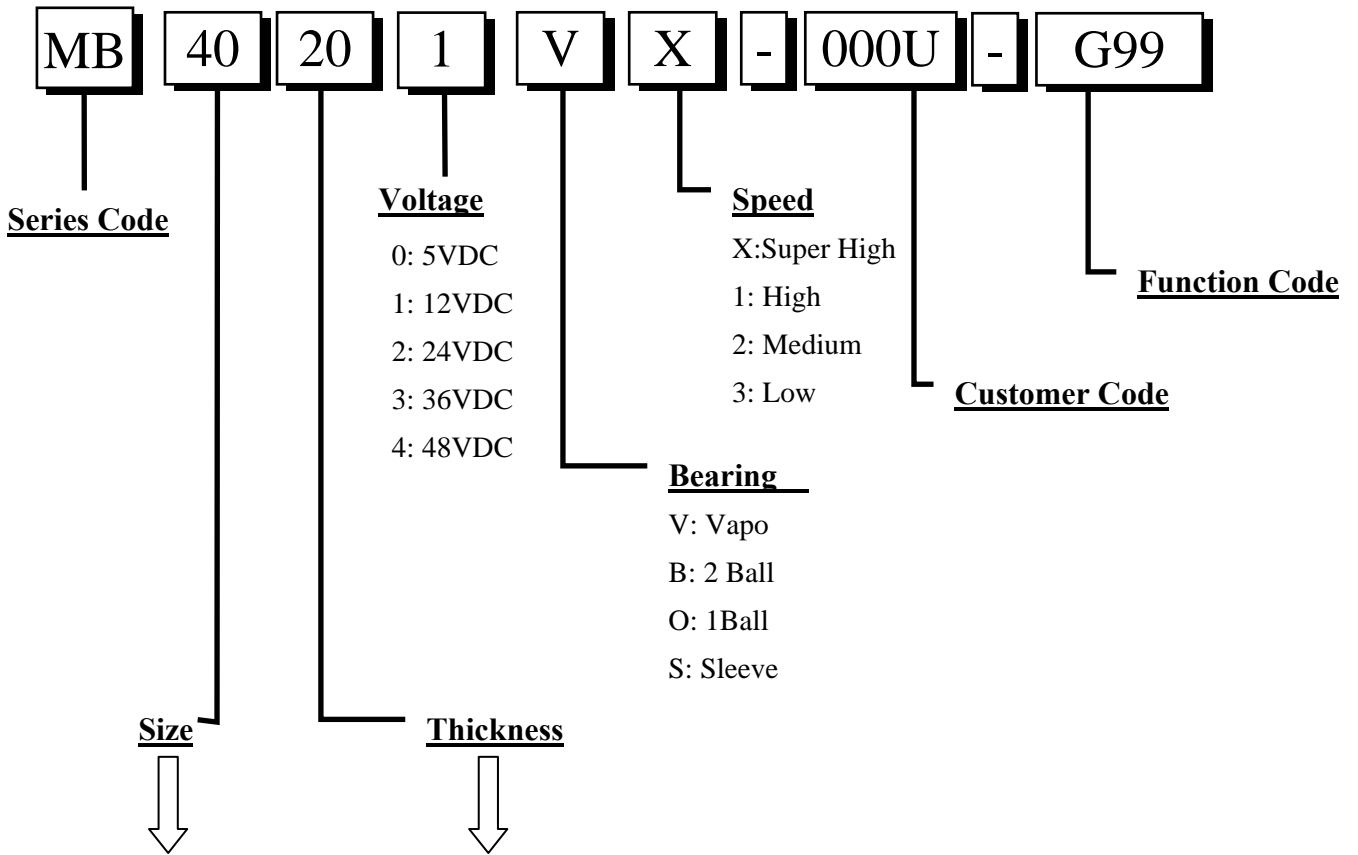 MB 40 20 1 V X - 000U - G99
Series Code
Voltage
0: 5VDC
1: 12VDC
2: 24VDC
3: 36VDC
4: 48VDC
Speed
X:Super High
1: High
2: Medium
3: Low
Function Code
Customer Code
Bearing
V: Vapo
B: 2 Ball
O: 1Ball
S: Sleeve
Size
Thickness